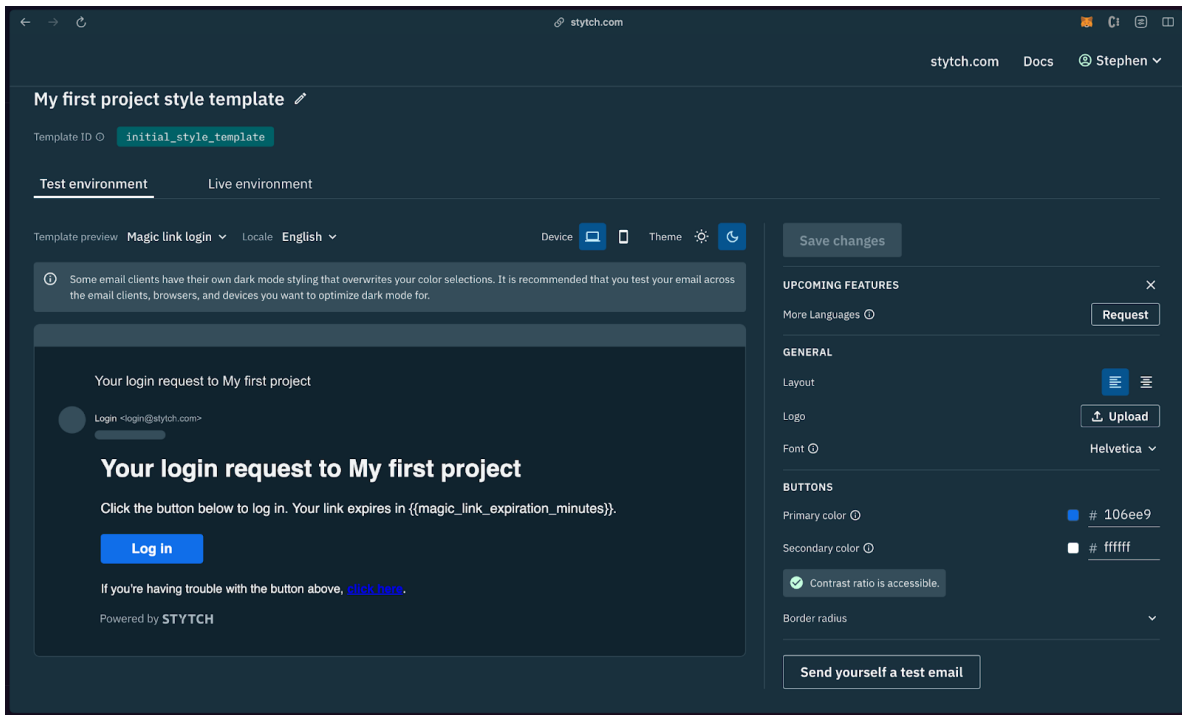 stytch.com
stytch.com Docs Stephen
My first project style template
Template ID initial_style_template
Test environment Live environment
Template preview Magic link login Locale English Device Theme
Some email clients have their own dark mode styling that overwrites your color selections. It is recommended that you test your email across
the email clients, browsers, and devices you want to optimize dark mode for.
Your login request to My first project
Login <login@stytch.com>
Your login request to My first project
Click the button below to log in. Your link expires in {{magic_link_expiration_minutes}}.
Log in
If you're having trouble with the button above, click here.
Powered by STYTCH
Save changes
UPCOMING FEATURES
More Languages Request
GENERAL
Layout
Logo Upload
Font Helvetica
BUTTONS
Primary color # 106ee9
Secondary color # ffffff
Contrast ratio is accessible.
Border radius
Send yourself a test email